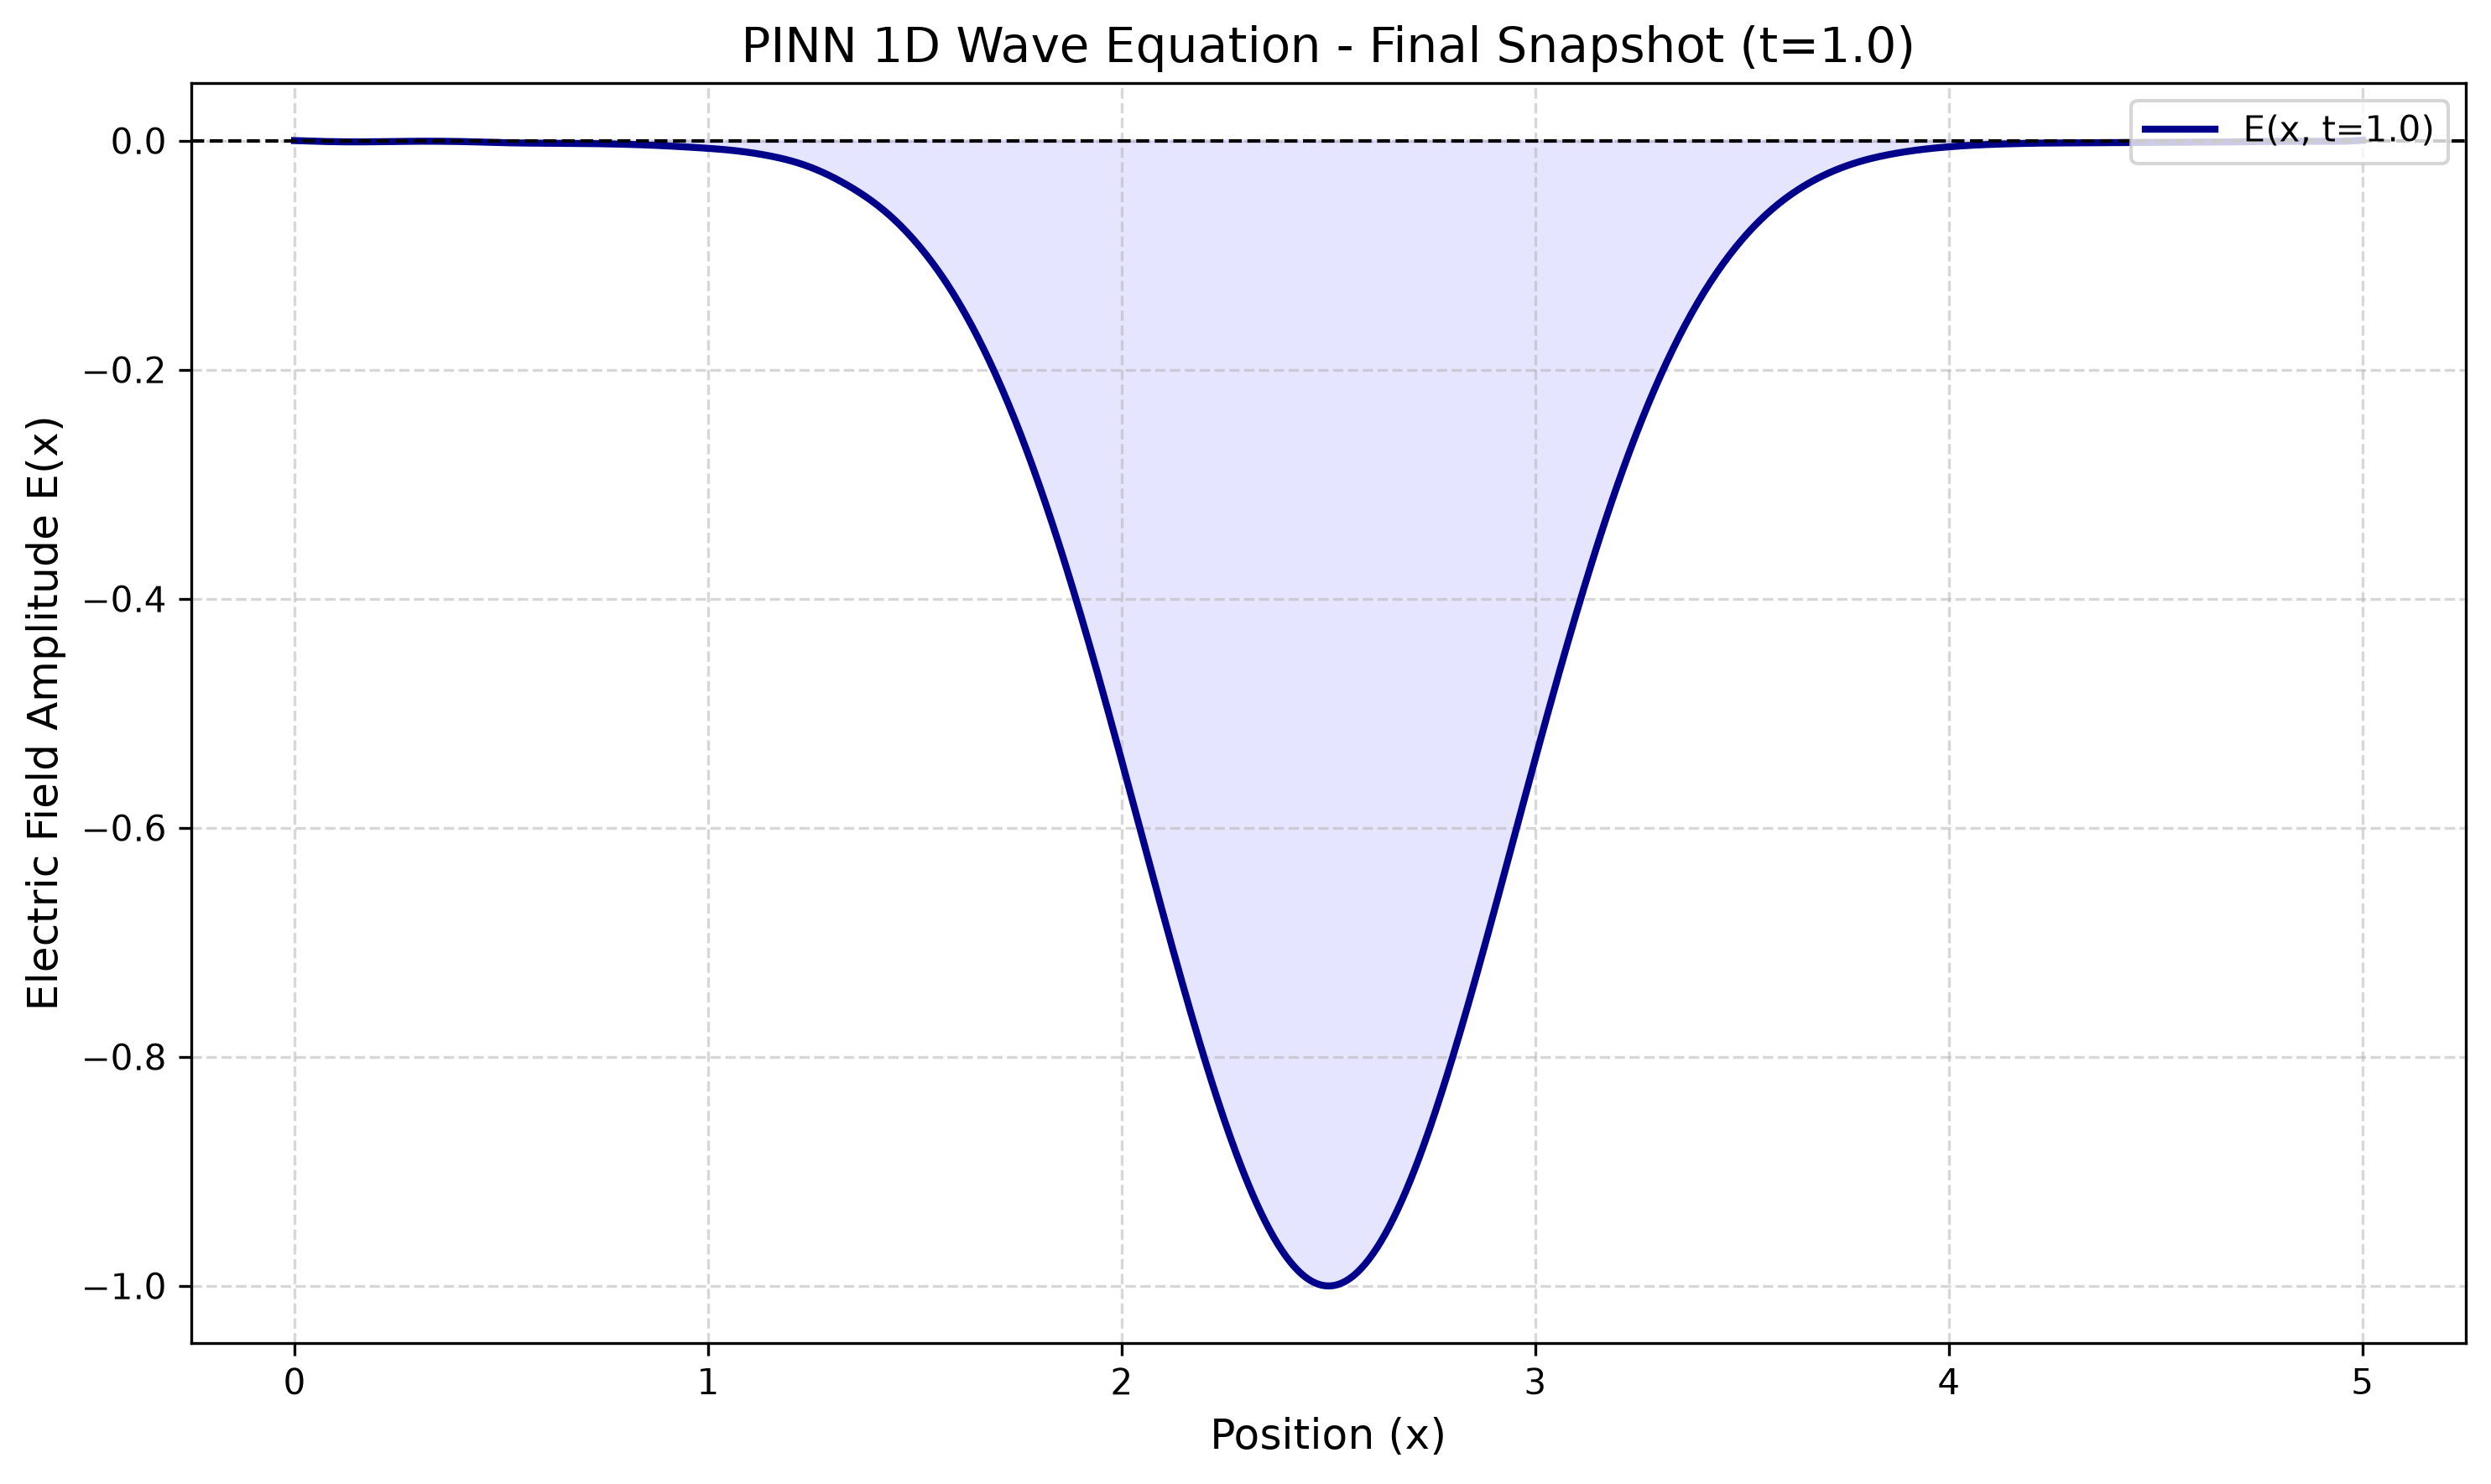 PINN 1D Wave Equation - Final Snapshot (t=1.0)
E(x, t=1.0)
Electric Field Amplitude E(x)
0.0
−0.2
−0.4
−0.6
−0.8
−1.0
0 1 2 3 4 5
Position (x)